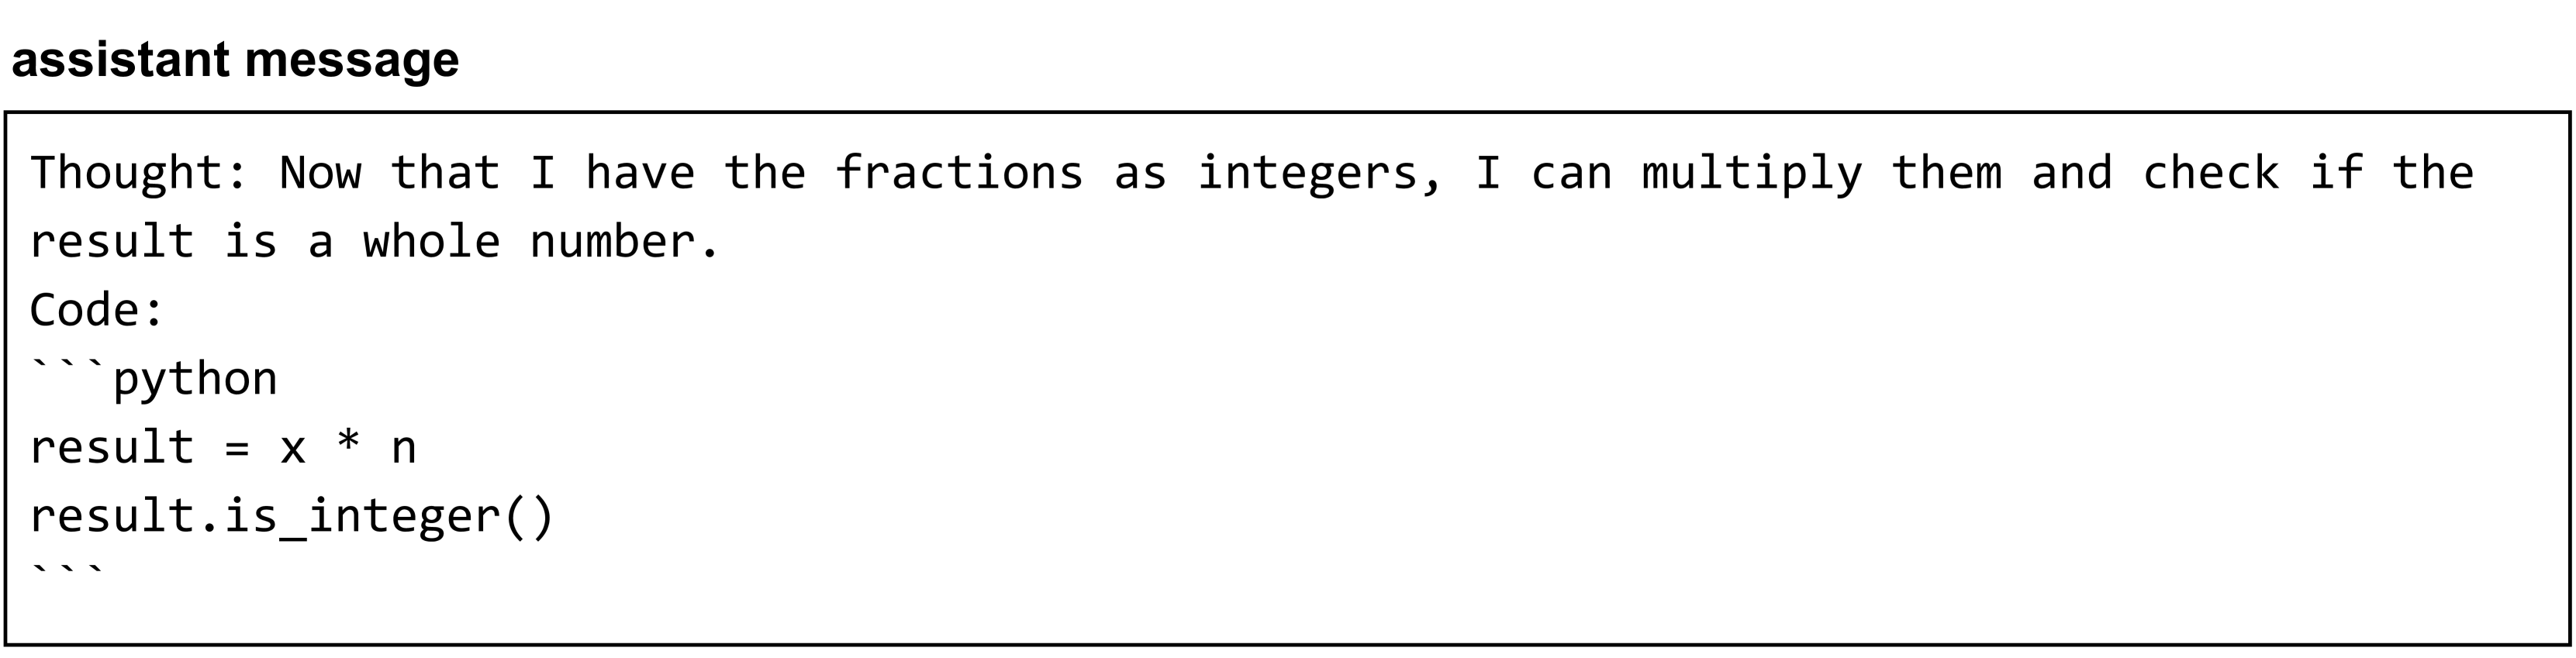 assistant message
Thought: Now that I have the fractions as integers, I can multiply them and check if the
result is a whole number.
Code:
```python
result = x * n
result.is_integer()
```